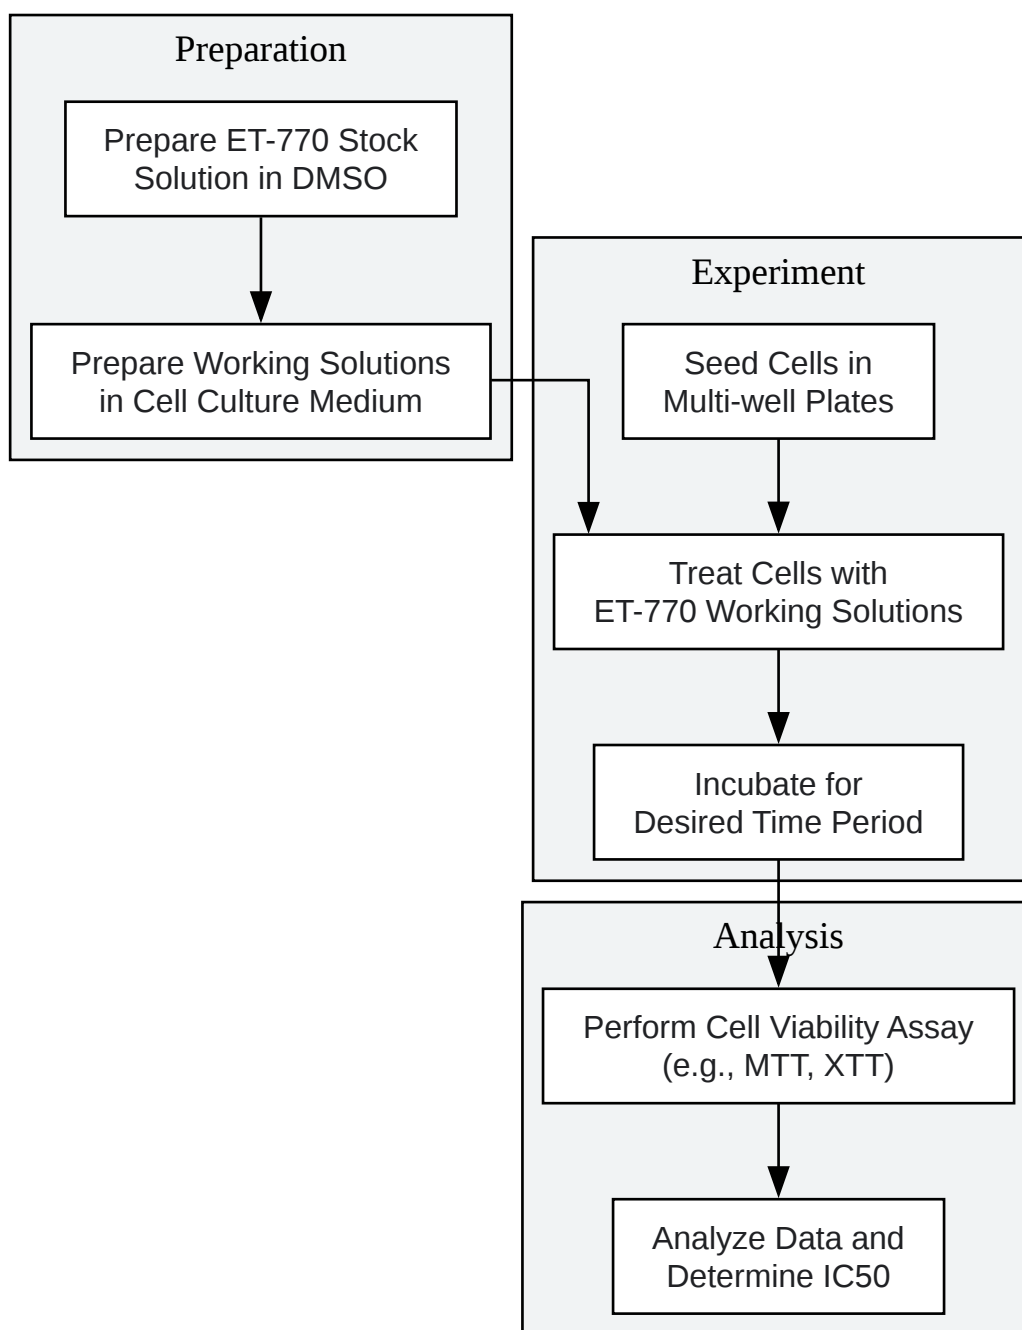 Preparation
Prepare ET-770 Stock
Solution in DMSO
Prepare Working Solutions
in Cell Culture Medium
Experiment
Seed Cells in
Multi-well Plates
Treat Cells with
ET-770 Working Solutions
Incubate for
Desired Time Period
Analysis
Perform Cell Viability Assay
(e.g., MTT, XTT)
Analyze Data and
Determine IC50